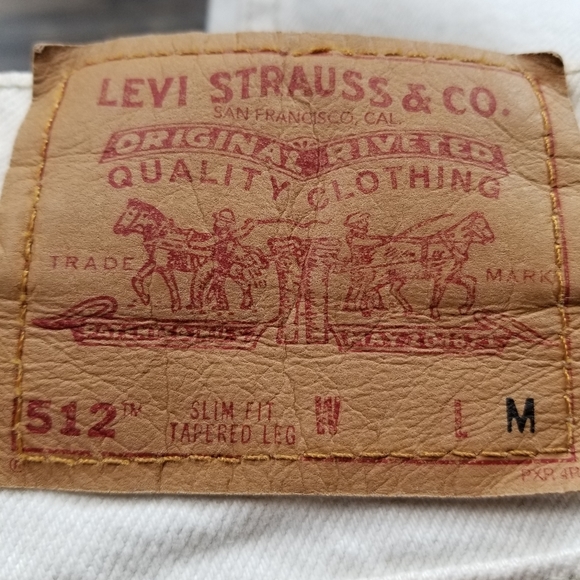 LEVI STRAUSS & CO.
SAN FRANCISCO, CAL.
ORIGINAL RIVETED
QUALITY CLOTHING
TRADE MARK
512™ SLIM FIT W L M
TAPERED LEG